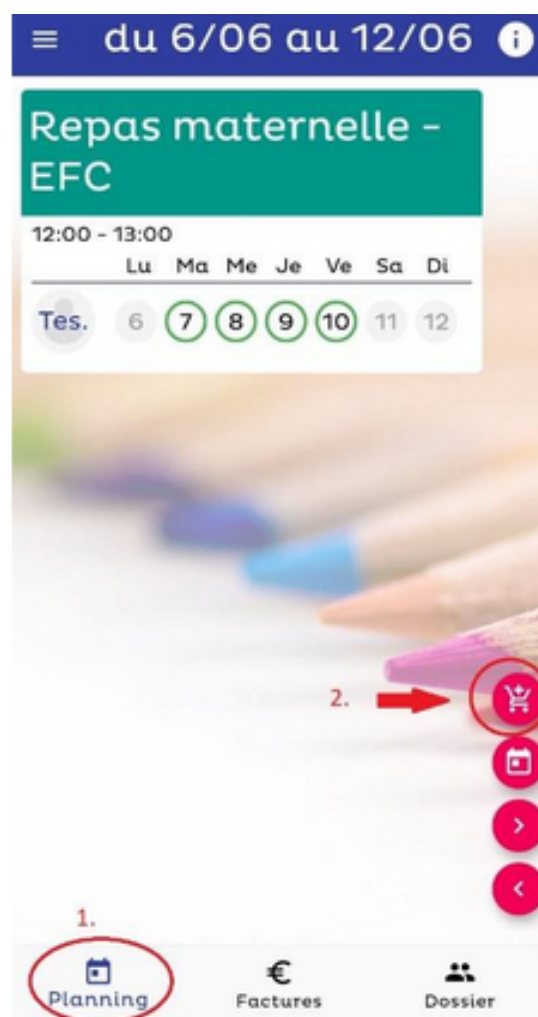 du 6/06 au 12/06
Repas maternelle -
EFC
12:00 - 13:00
Lu Ma Me Je Ve Sa Di
Tes. 6 7 8 9 10 11 12
2.
1.
Planning Factures Dossier